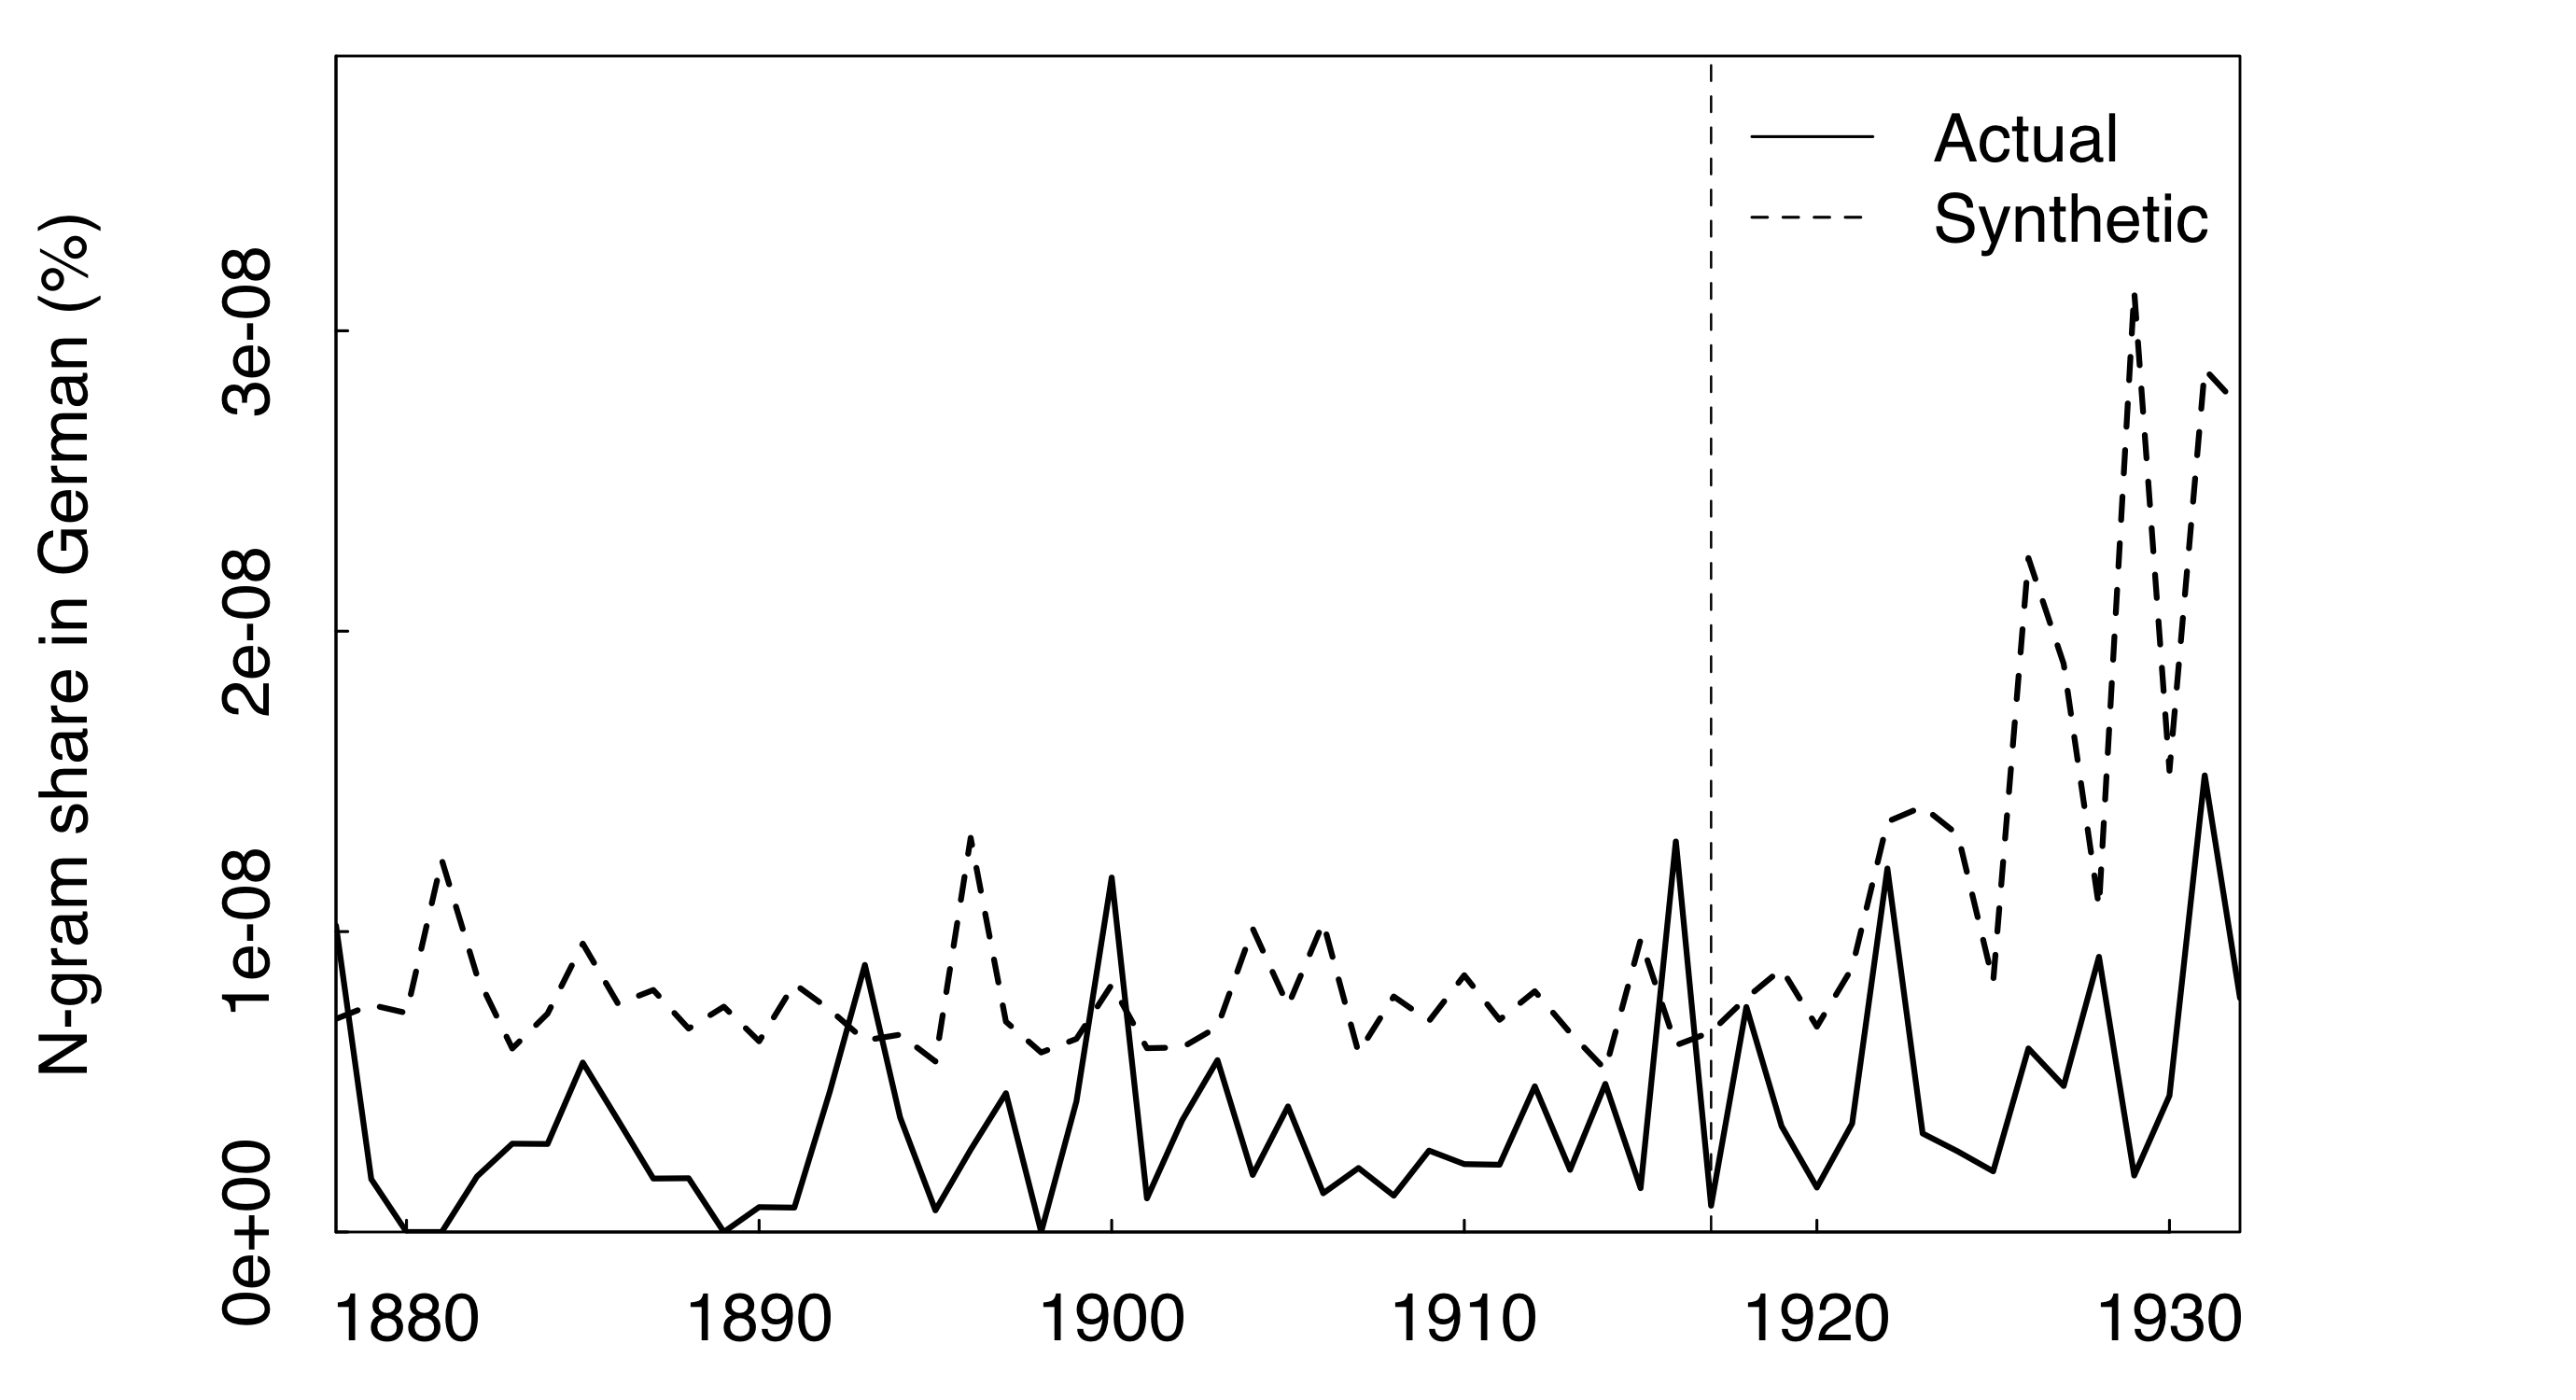 N-gram share in German (%)
3e-08
2e-08
1e-08
0e+00
Actual
Synthetic
1880 1890 1900 1910 1920 1930